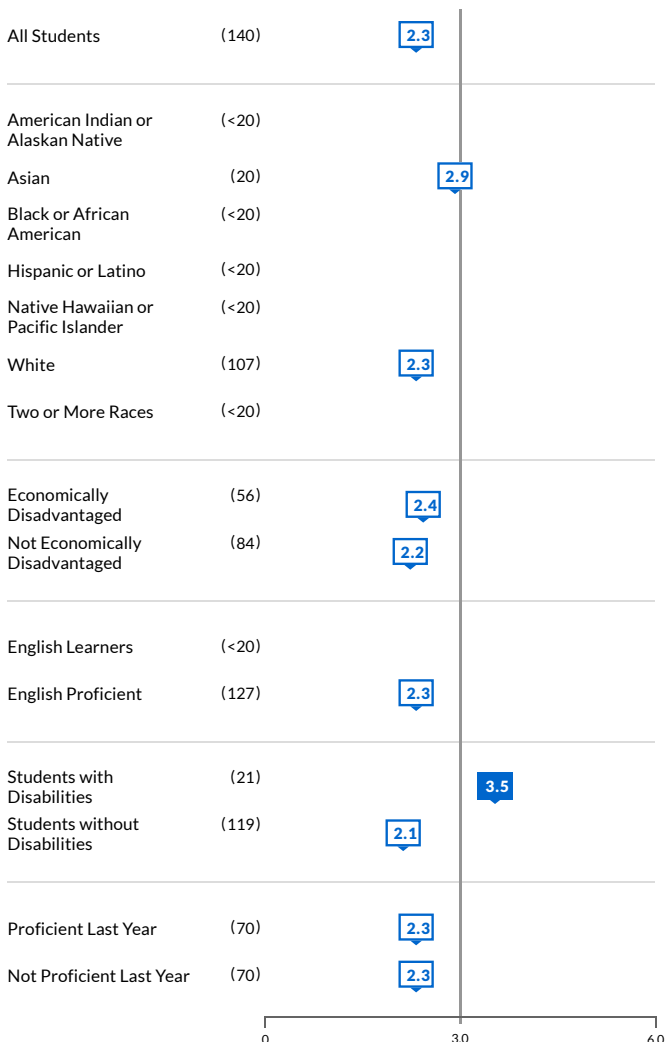 All Students (140) 2.3
American Indian or (<20)
Alaskan Native
Asian (20) 2.9
Black or African (<20)
American
Hispanic or Latino (<20)
Native Hawaiian or (<20)
Pacific Islander
White (107) 2.3
Two or More Races (<20)
Economically (56) 2.4
Disadvantaged
Not Economically (84) 2.2
Disadvantaged
English Learners (<20)
English Proficient (127) 2.3
Students with (21) 3.5
Disabilities
Students without (119) 2.1
Disabilities
Proficient Last Year (70) 2.3
Not Proficient Last Year (70) 2.3
0 3.0 6.0